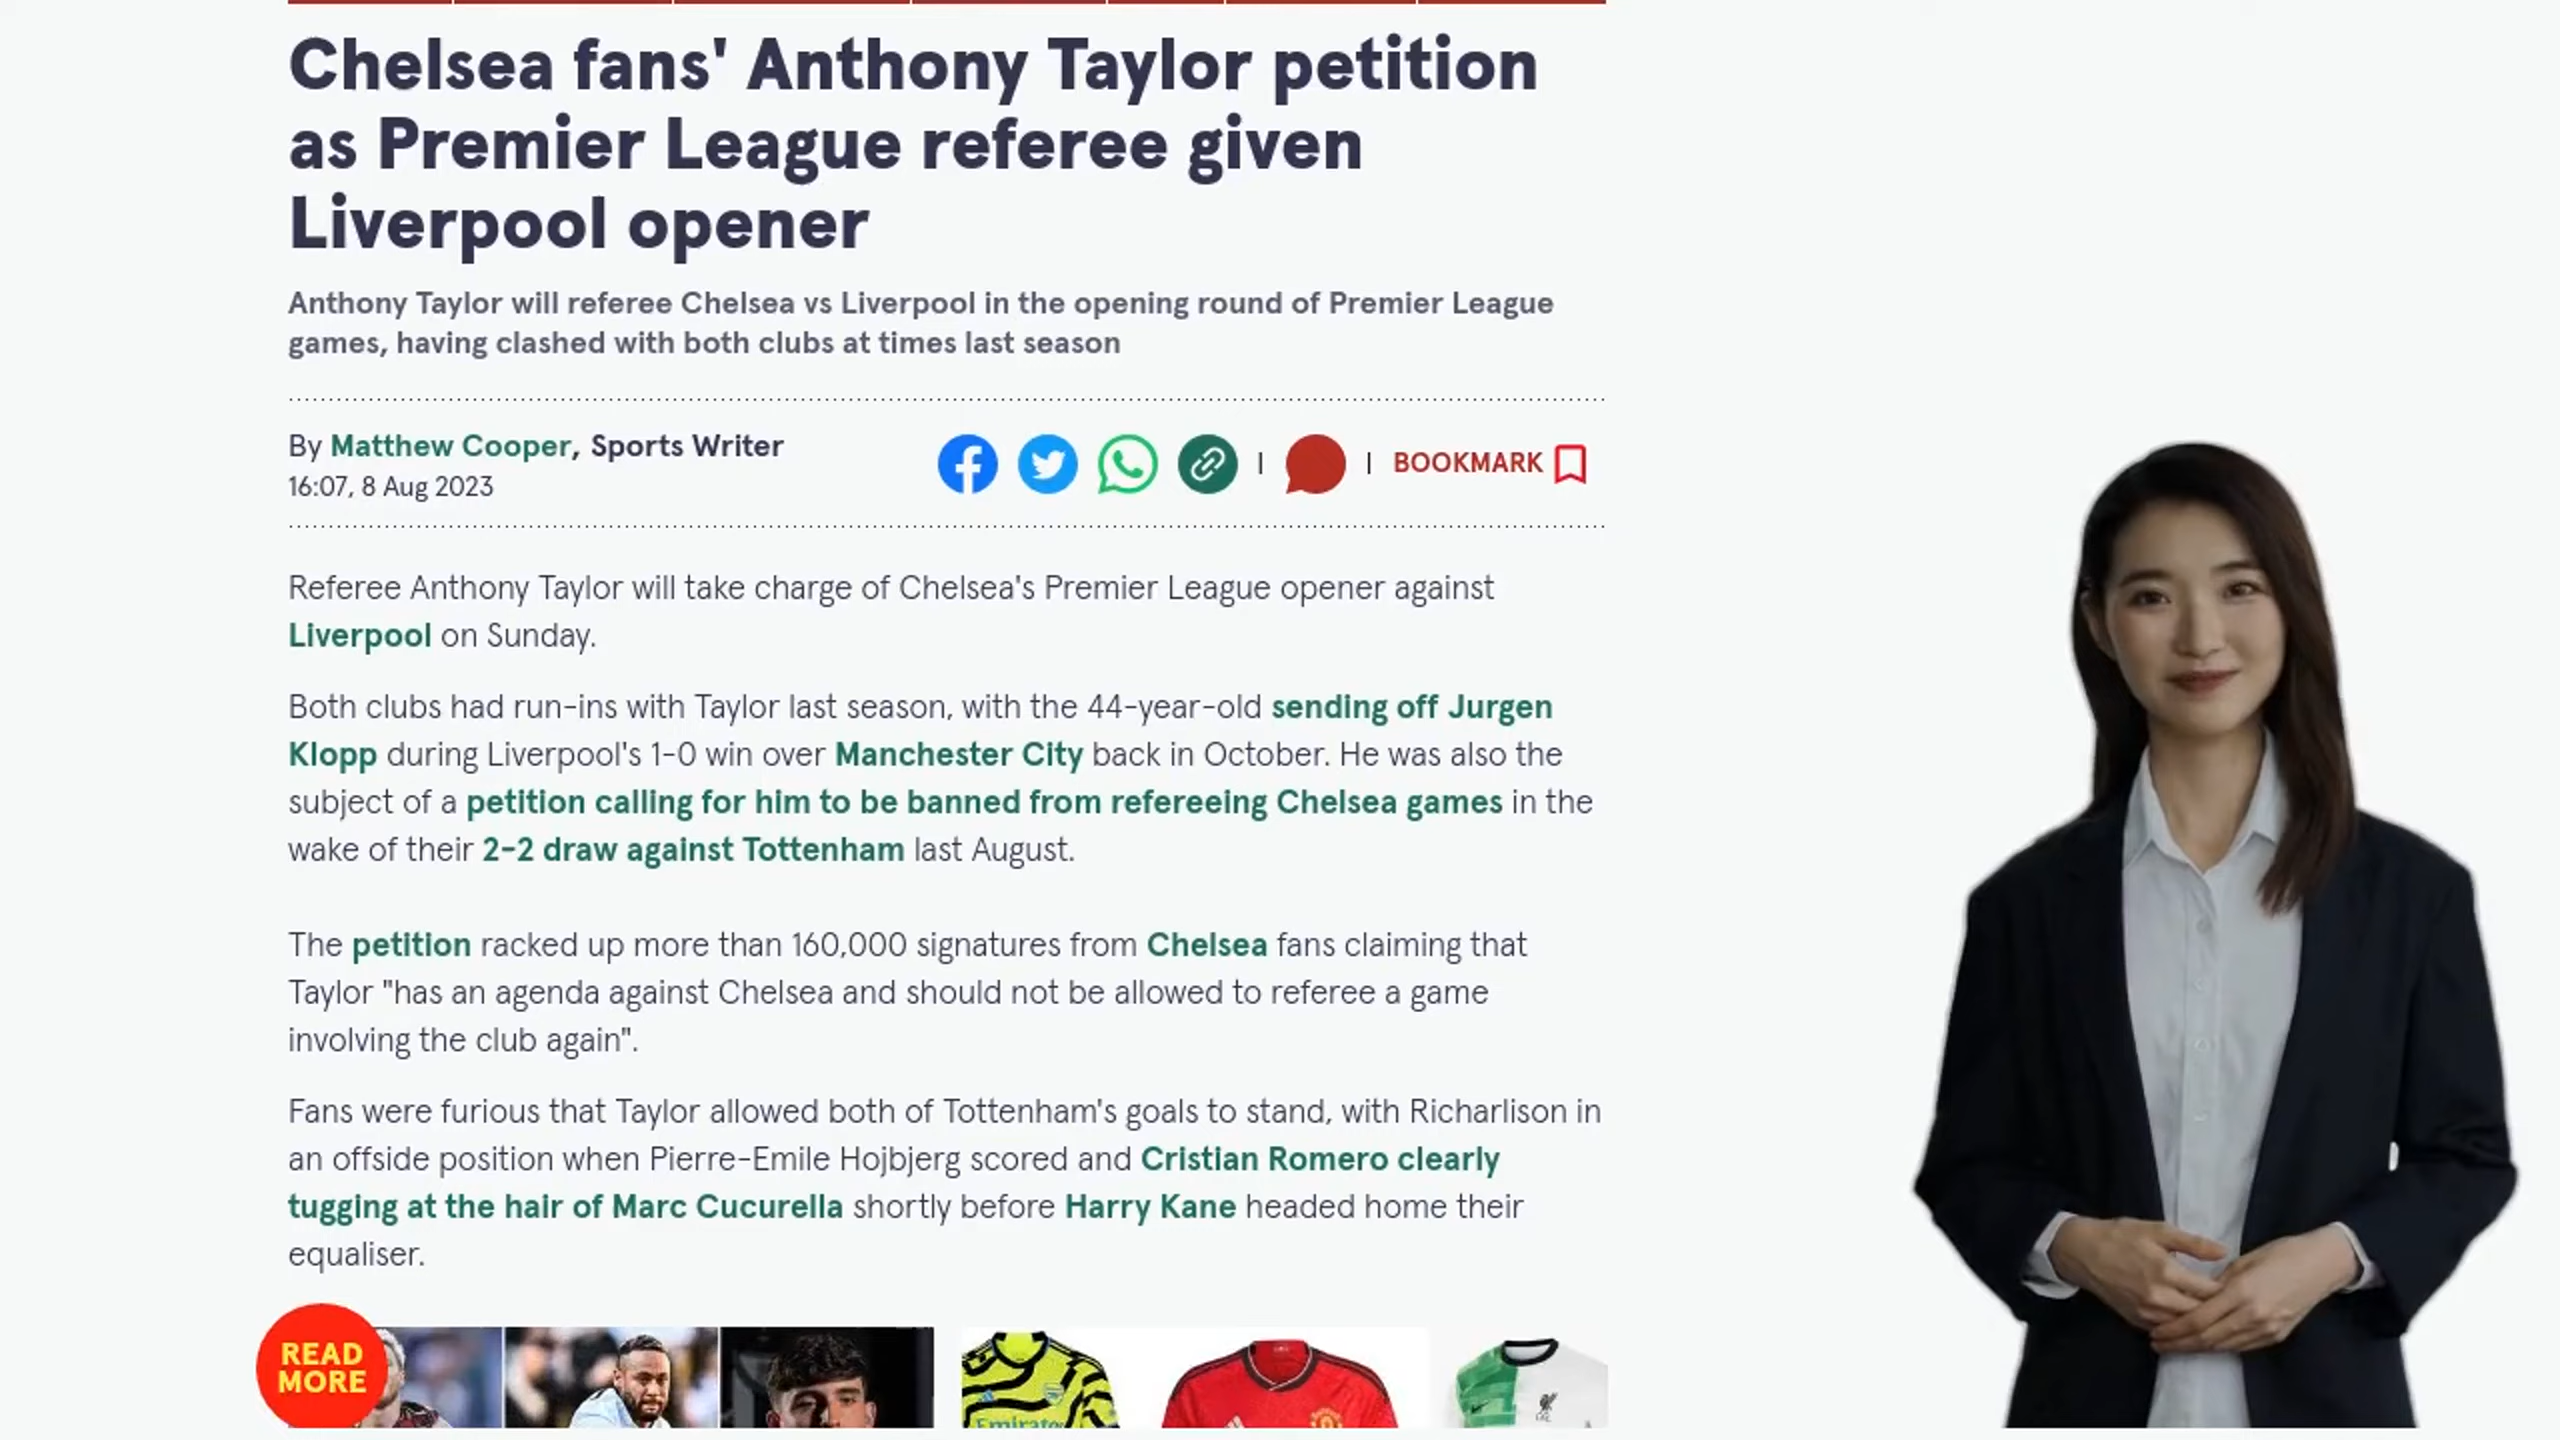 Chelsea fans' Anthony Taylor petition
as Premier League referee given
Liverpool opener
Anthony Taylor will referee Chelsea vs Liverpool in the opening round of Premier League
games, having clashed with both clubs at times last season
By Matthew Cooper, Sports Writer
16:07, 8 Aug 2023
BOOKMARK
Referee Anthony Taylor will take charge of Chelsea's Premier League opener against
Liverpool on Sunday.
Both clubs had run-ins with Taylor last season, with the 44-year-old sending off Jurgen
Klopp during Liverpool's 1-0 win over Manchester City back in October. He was also the
subject of a petition calling for him to be banned from refereeing Chelsea games in the
wake of their 2-2 draw against Tottenham last August.
The petition racked up more than 160,000 signatures from Chelsea fans claiming that
Taylor "has an agenda against Chelsea and should not be allowed to referee a game
involving the club again".
Fans were furious that Taylor allowed both of Tottenham's goals to stand, with Richarlison in
an offside position when Pierre-Emile Hojbjerg scored and Cristian Romero clearly
tugging at the hair of Marc Cucurella shortly before Harry Kane headed home their
equaliser.
READ
MORE
Emirates